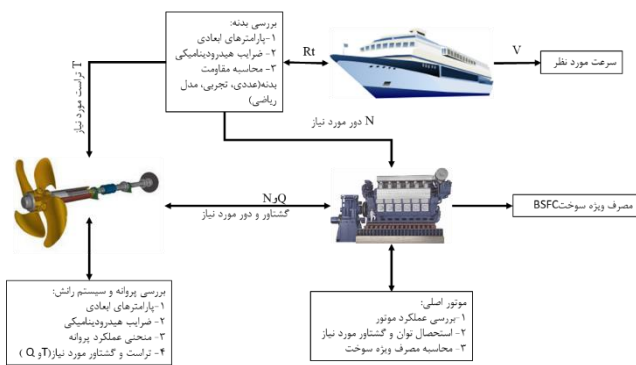 بررسی بدنه:
۱-پارامترهای ابعادی
۲- ضرایب هیدرودینامیکی
۳- محاسبه مقاومت
بدنه(عددی، تجربی، مدل
ریاضی)
Rt
V
سرعت مورد نظر
T تراست مورد نیاز
N دور مورد نیاز
NوQ
گشتاور و دور مورد نیاز
مصرف ویژه سوختBSFC
بررسی پروانه و سیستم رانش:
۱-پارامترهای ابعادی
۲- ضرایب هیدرودینامیکی
۳- منحنی عملکرد پروانه
۴- تراست و گشتاور مورد نیاز(Tو Q )
موتور اصلی:
۱-بررسی عملکرد موتور
۲- استحصال توان و گشتاور مورد نیاز
۳- محاسبه مصرف ویژه سوخت